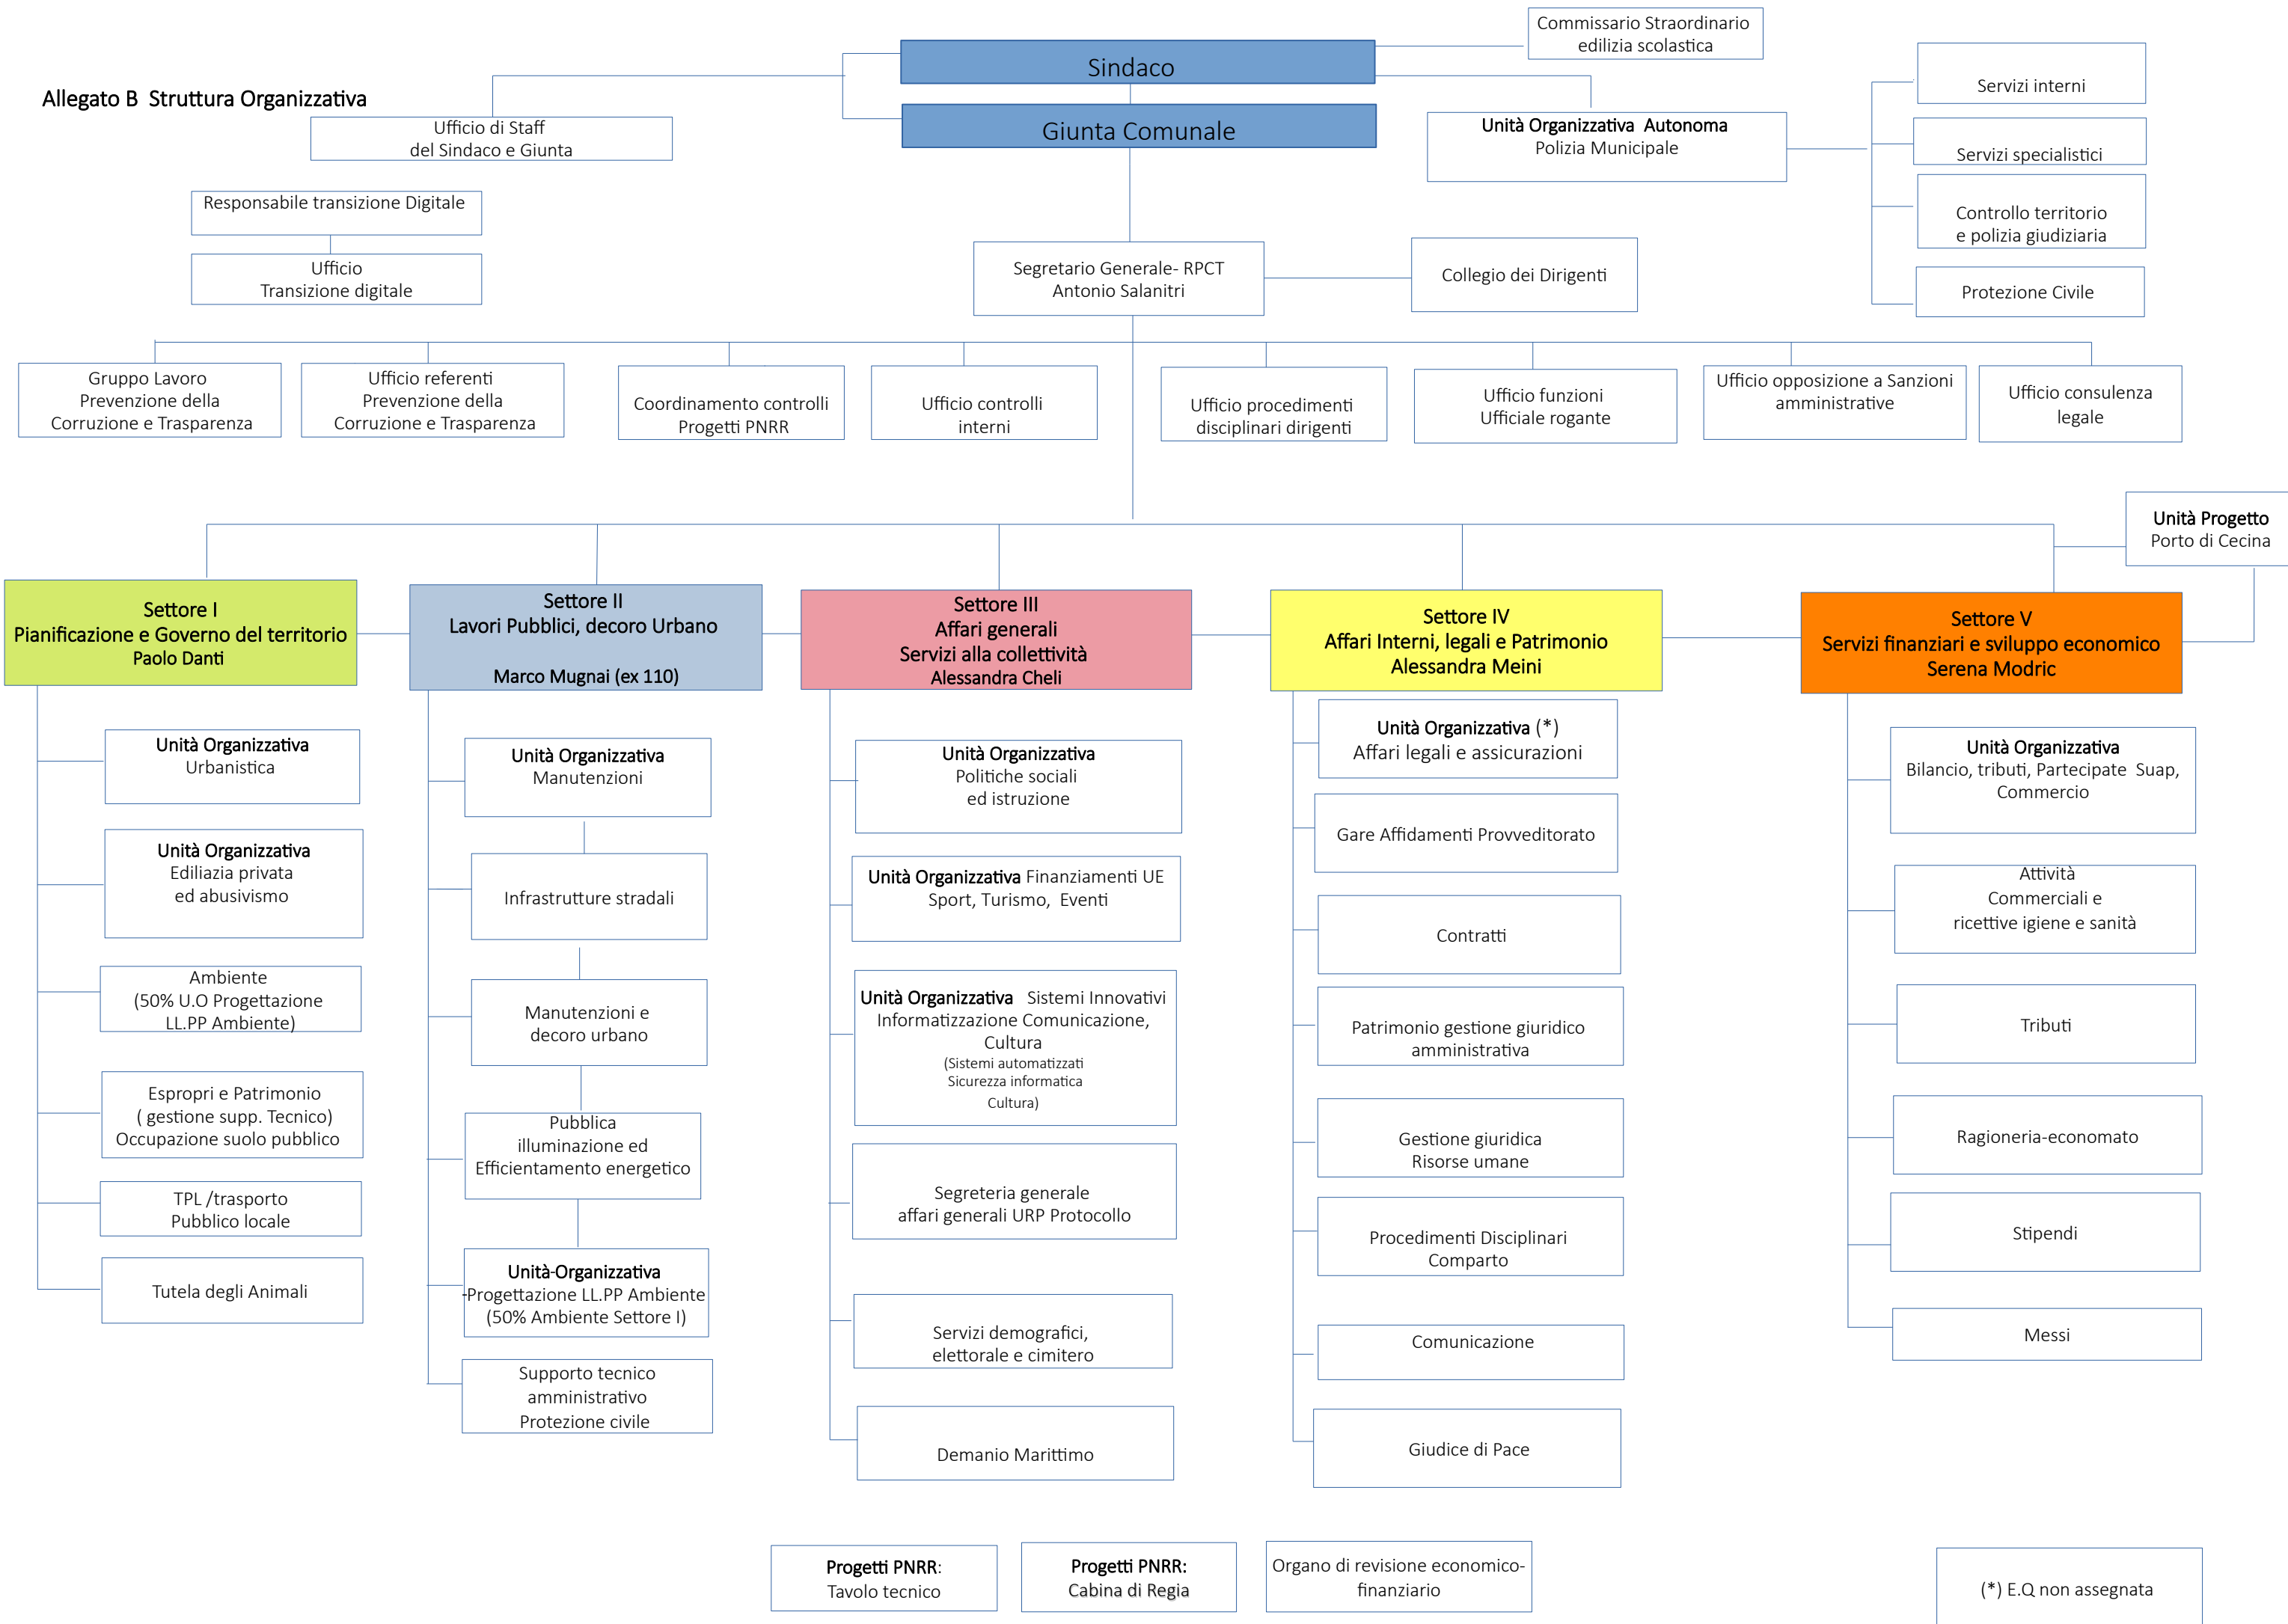 Commissario Straordinario
edilizia scolastica
Sindaco
Allegato B Struttura Organizzativa
Ufficio di Staff
del Sindaco e Giunta
Giunta Comunale
Unità Organizzativa Autonoma
Polizia Municipale
Servizi interni
Servizi specialistici
Controllo territorio
e polizia giudiziaria
Protezione Civile
Responsabile transizione Digitale
Ufficio
Transizione digitale
Segretario Generale- RPCT
Antonio Salanitri
Collegio dei Dirigenti
Gruppo Lavoro
Prevenzione della
Corruzione e Trasparenza
Ufficio referenti
Prevenzione della
Corruzione e Trasparenza
Coordinamento controlli
Progetti PNRR
Ufficio controlli
interni
Ufficio procedimenti
disciplinari dirigenti
Ufficio funzioni
Ufficiale rogante
Ufficio opposizione a Sanzioni
amministrative
Ufficio consulenza
legale
Unità Progetto
Porto di Cecina
Settore I
Pianificazione e Governo del territorio
Paolo Danti
Settore II
Lavori Pubblici, decoro Urbano
Marco Mugnai (ex 110)
Settore III
Affari generali
Servizi alla collettività
Alessandra Cheli
Settore IV
Affari Interni, legali e Patrimonio
Alessandra Meini
Settore V
Servizi finanziari e sviluppo economico
Serena Modric
Unità Organizzativa
Urbanistica
Unità Organizzativa
Ediliazia privata
ed abusivismo
Ambiente
(50% U.O Progettazione
LL.PP Ambiente)
Espropri e Patrimonio
( gestione supp. Tecnico)
Occupazione suolo pubblico
TPL /trasporto
Pubblico locale
Tutela degli Animali
Unità Organizzativa
Manutenzioni
Infrastrutture stradali
Manutenzioni e
decoro urbano
Pubblica
illuminazione ed
Efficientamento energetico
Unità-Organizzativa
-Progettazione LL.PP Ambiente
(50% Ambiente Settore I)
Supporto tecnico
amministrativo
Protezione civile
Unità Organizzativa
Politiche sociali
ed istruzione
Unità Organizzativa Finanziamenti UE
Sport, Turismo, Eventi
Unità Organizzativa Sistemi Innovativi
Informatizzazione Comunicazione,
Cultura
(Sistemi automatizzati
Sicurezza informatica
Cultura)
Segreteria generale
affari generali URP Protocollo
Servizi demografici,
elettorale e cimitero
Demanio Marittimo
Unità Organizzativa (*)
Affari legali e assicurazioni
Gare Affidamenti Provveditorato
Contratti
Patrimonio gestione giuridico
amministrativa
Gestione giuridica
Risorse umane
Procedimenti Disciplinari
Comparto
Comunicazione
Giudice di Pace
Unità Organizzativa
Bilancio, tributi, Partecipate Suap,
Commercio
Attività
Commerciali e
ricettive igiene e sanità
Tributi
Ragioneria-economato
Stipendi
Messi
Progetti PNRR:
Tavolo tecnico
Progetti PNRR:
Cabina di Regia
Organo di revisione economico-
finanziario
(*) E.Q non assegnata